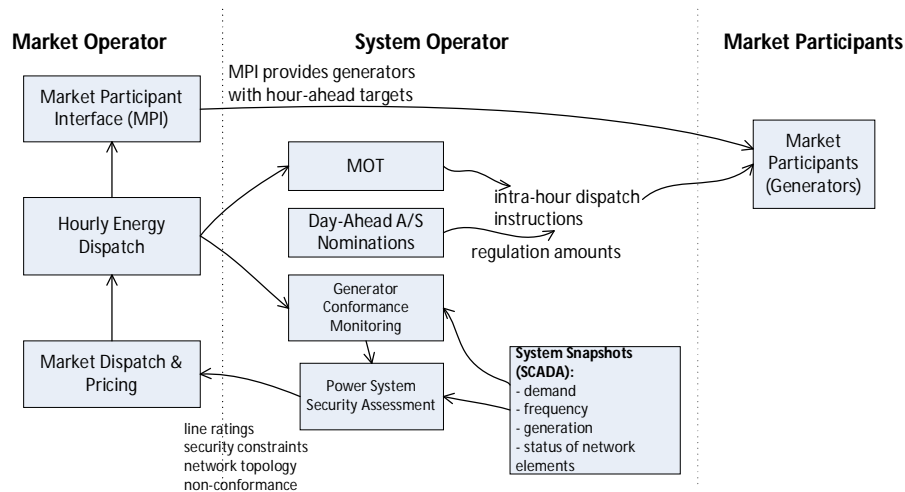 Market Operator
System Operator
Market Participants
MPI provides generators
with hour-ahead targets
Market Participant
Interface (MPI)
Market
Participants
(Generators)
MOT
intra-hour dispatch
instructions
Hourly Energy
Dispatch
Day-Ahead A/S
Nominations
regulation amounts
Generator
Conformance
Monitoring
Market Dispatch &
Pricing
Power System
Security Assessment
System Snapshots
(SCADA):
- demand
- frequency
- generation
- status of network
elements
line ratings
security constraints
network topology
non-conformance